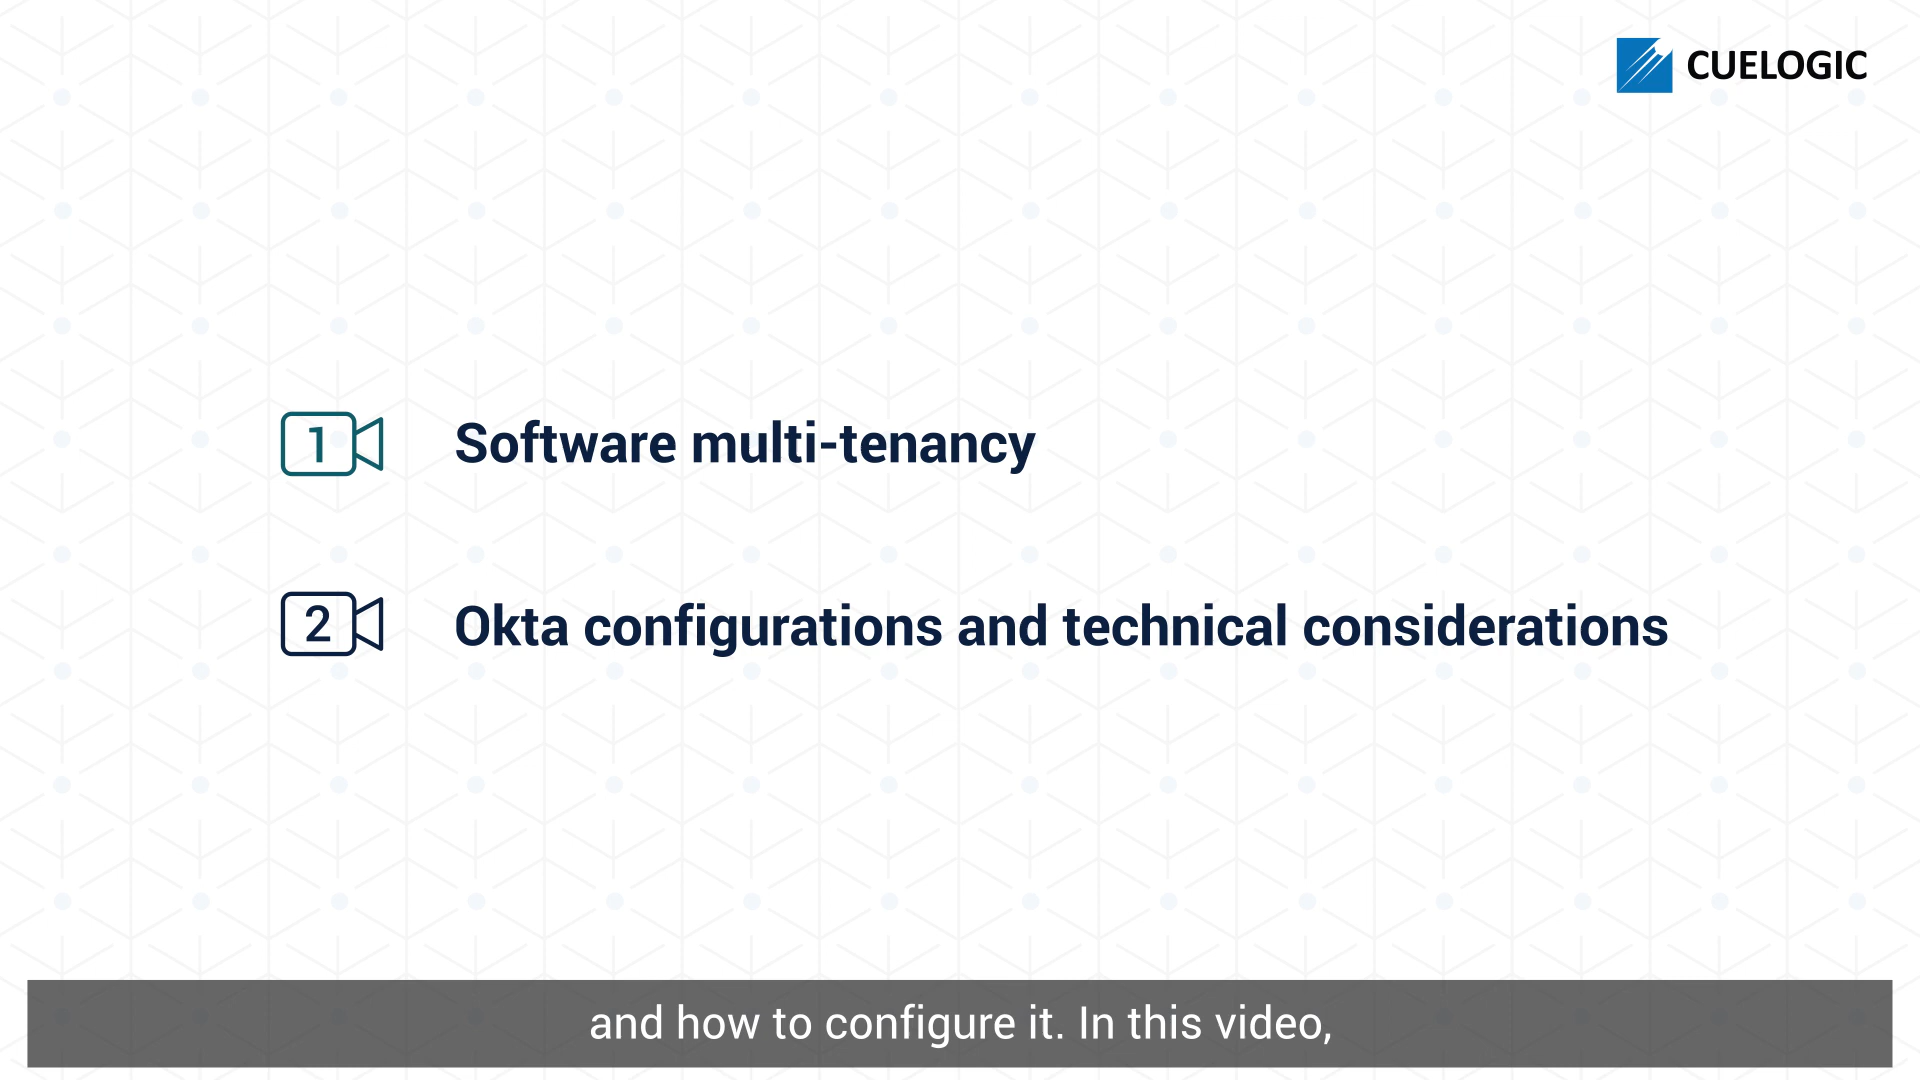 CUELOGIC
1 Software multi-tenancy
2 Okta configurations and technical considerations
and how to configure it. In this video,